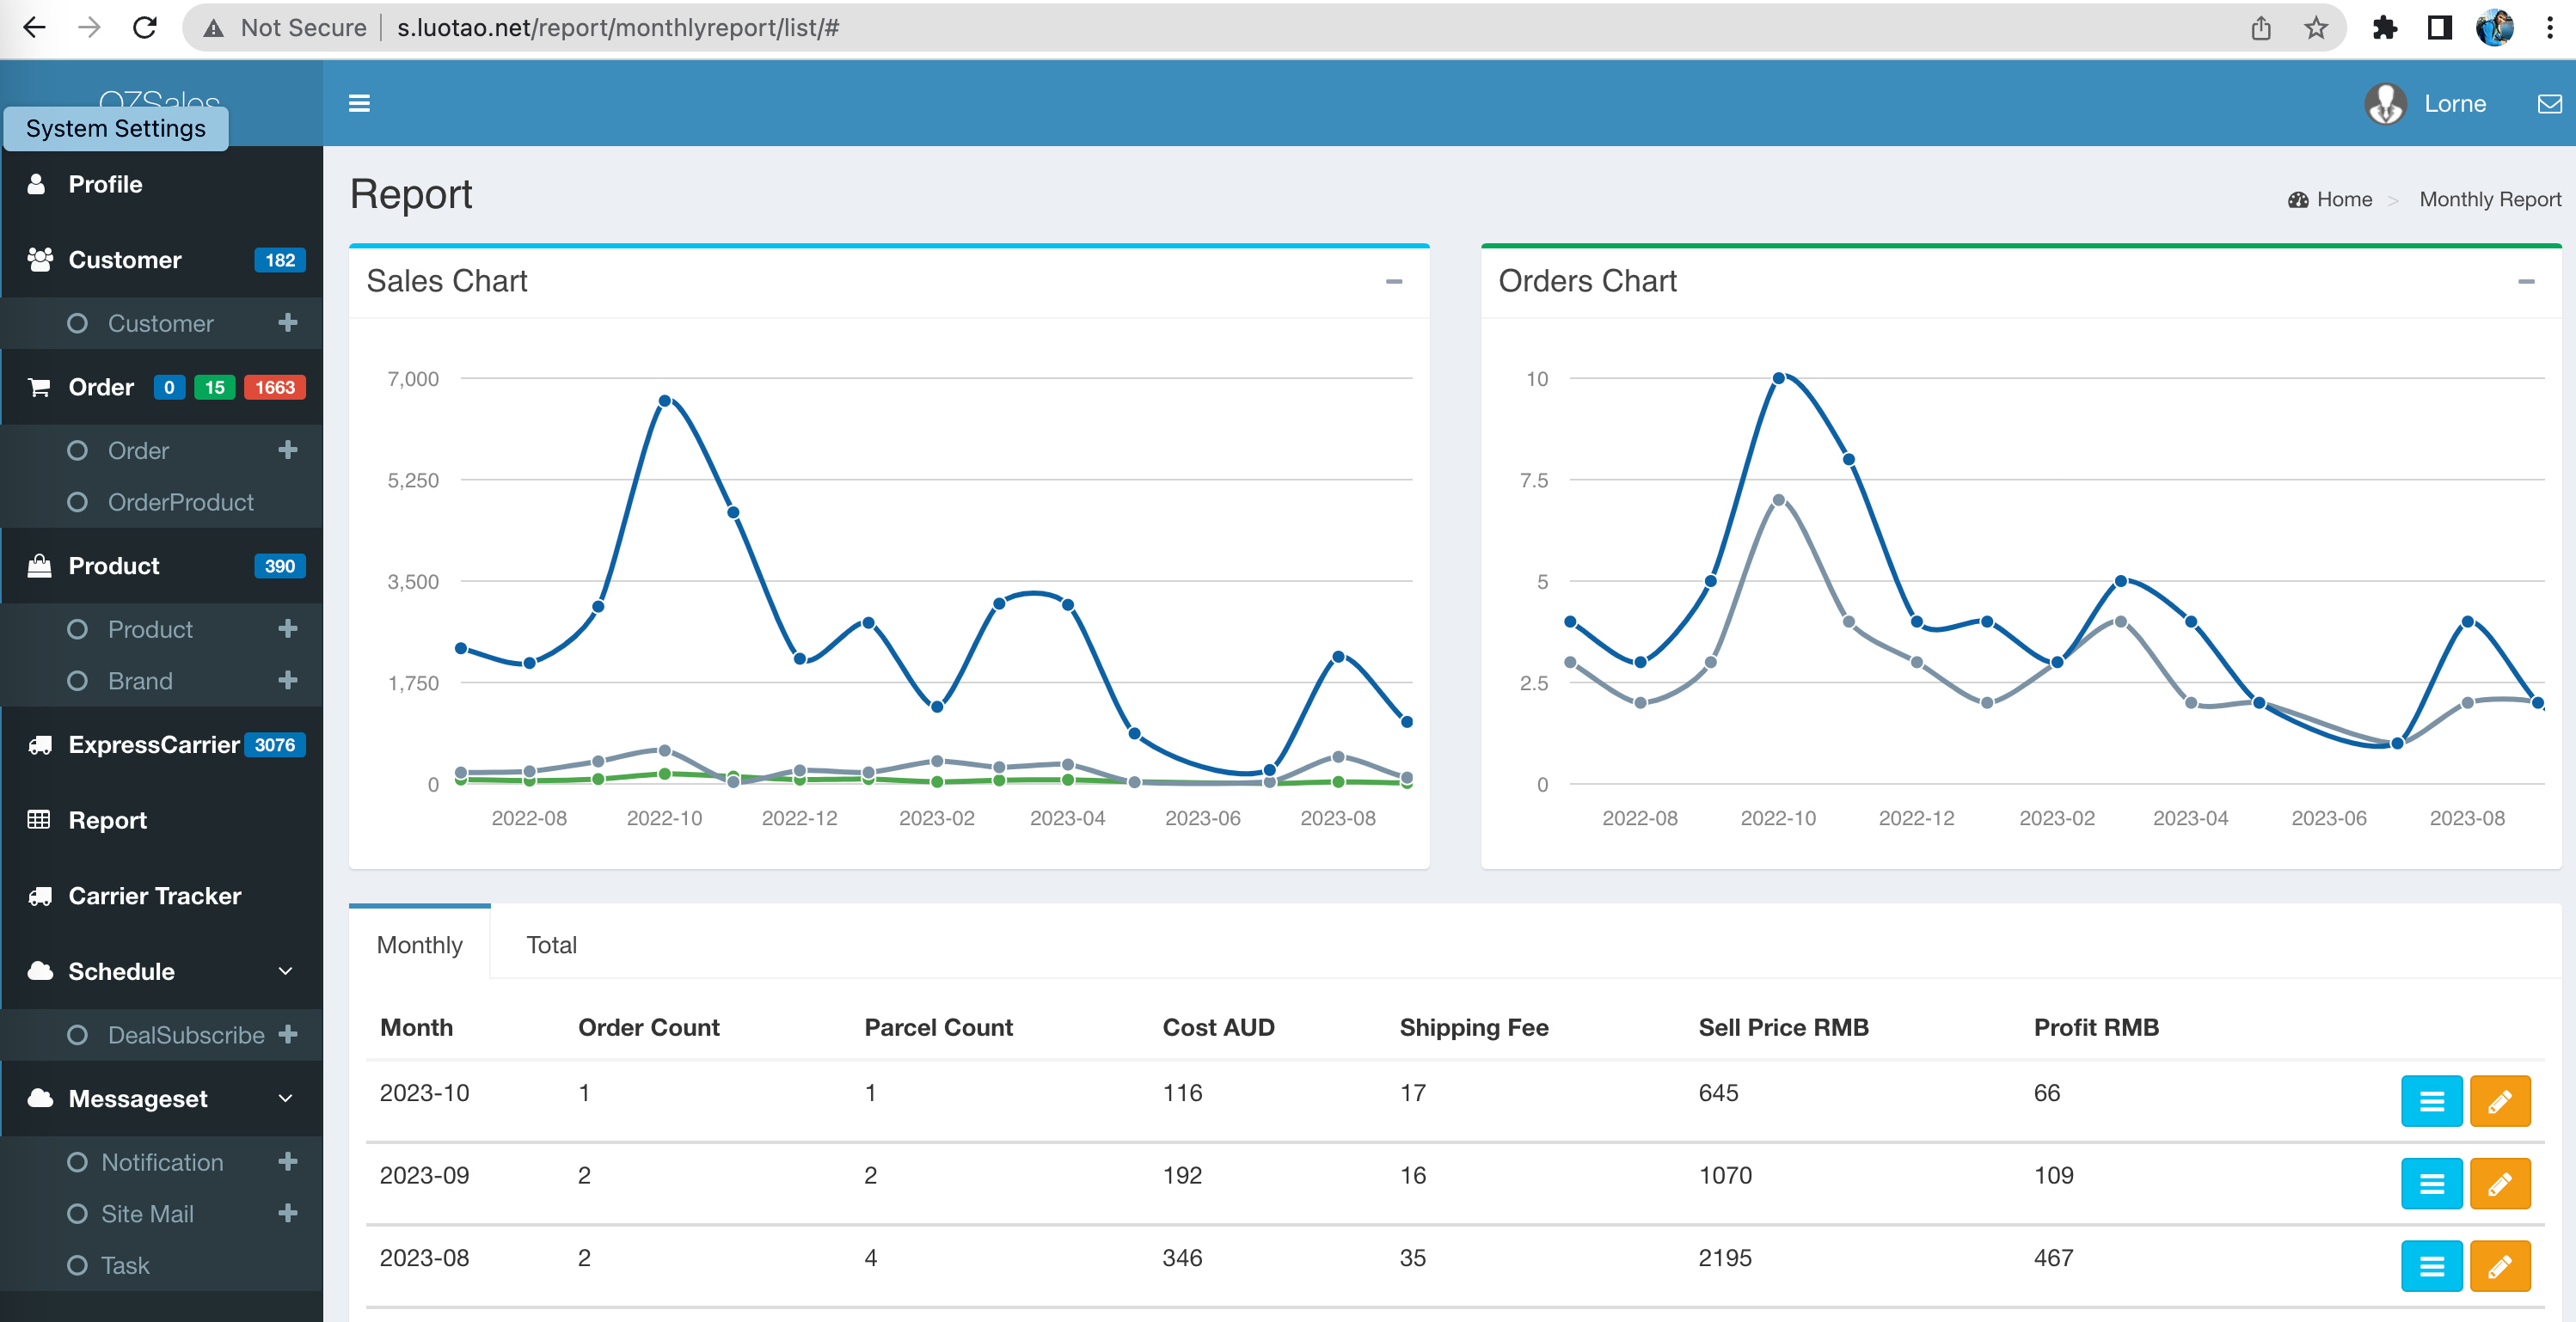 Not Secure s.luotao.net/report/monthlyreport/list/#
OZSales
System Settings
Lorne
Profile
Customer 182
Customer
Order 0 15 1663
Order
OrderProduct
Product 390
Product
Brand
ExpressCarrier 3076
Report
Carrier Tracker
Schedule
DealSubscribe
Messageset
Notification
Site Mail
Task
Report
Home > Monthly Report
Sales Chart
7,000
5,250
3,500
1,750
0
2022-08 2022-10 2022-12 2023-02 2023-04 2023-06 2023-08
Orders Chart
10
7.5
5
2.5
0
2022-08 2022-10 2022-12 2023-02 2023-04 2023-06 2023-08
Monthly Total
Month Order Count Parcel Count Cost AUD Shipping Fee Sell Price RMB Profit RMB
2023-10 1 1 116 17 645 66
2023-09 2 2 192 16 1070 109
2023-08 2 4 346 35 2195 467